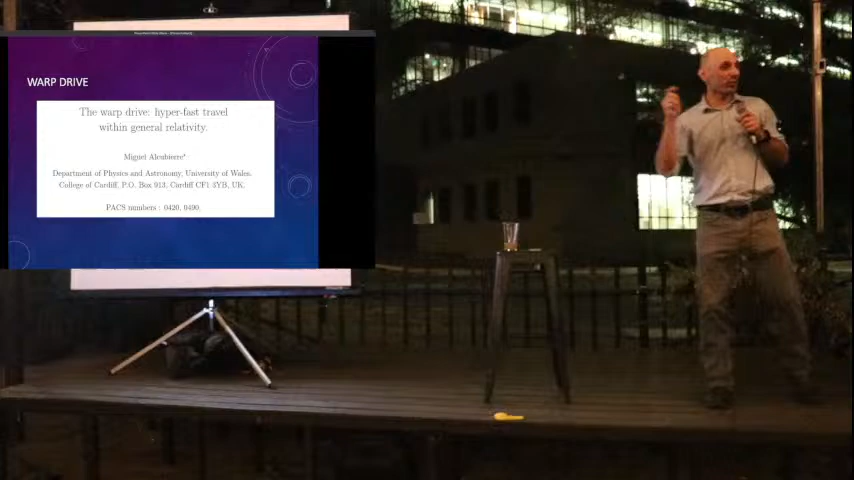 WARP DRIVE
The warp drive: hyper-fast travel
within general relativity.
Miguel Alcubierre*
Department of Physics and Astronomy, University of Wales,
College of Cardiff, P.O. Box 913, Cardiff CF1 3YB, UK.
PACS numbers : 0420, 0490.